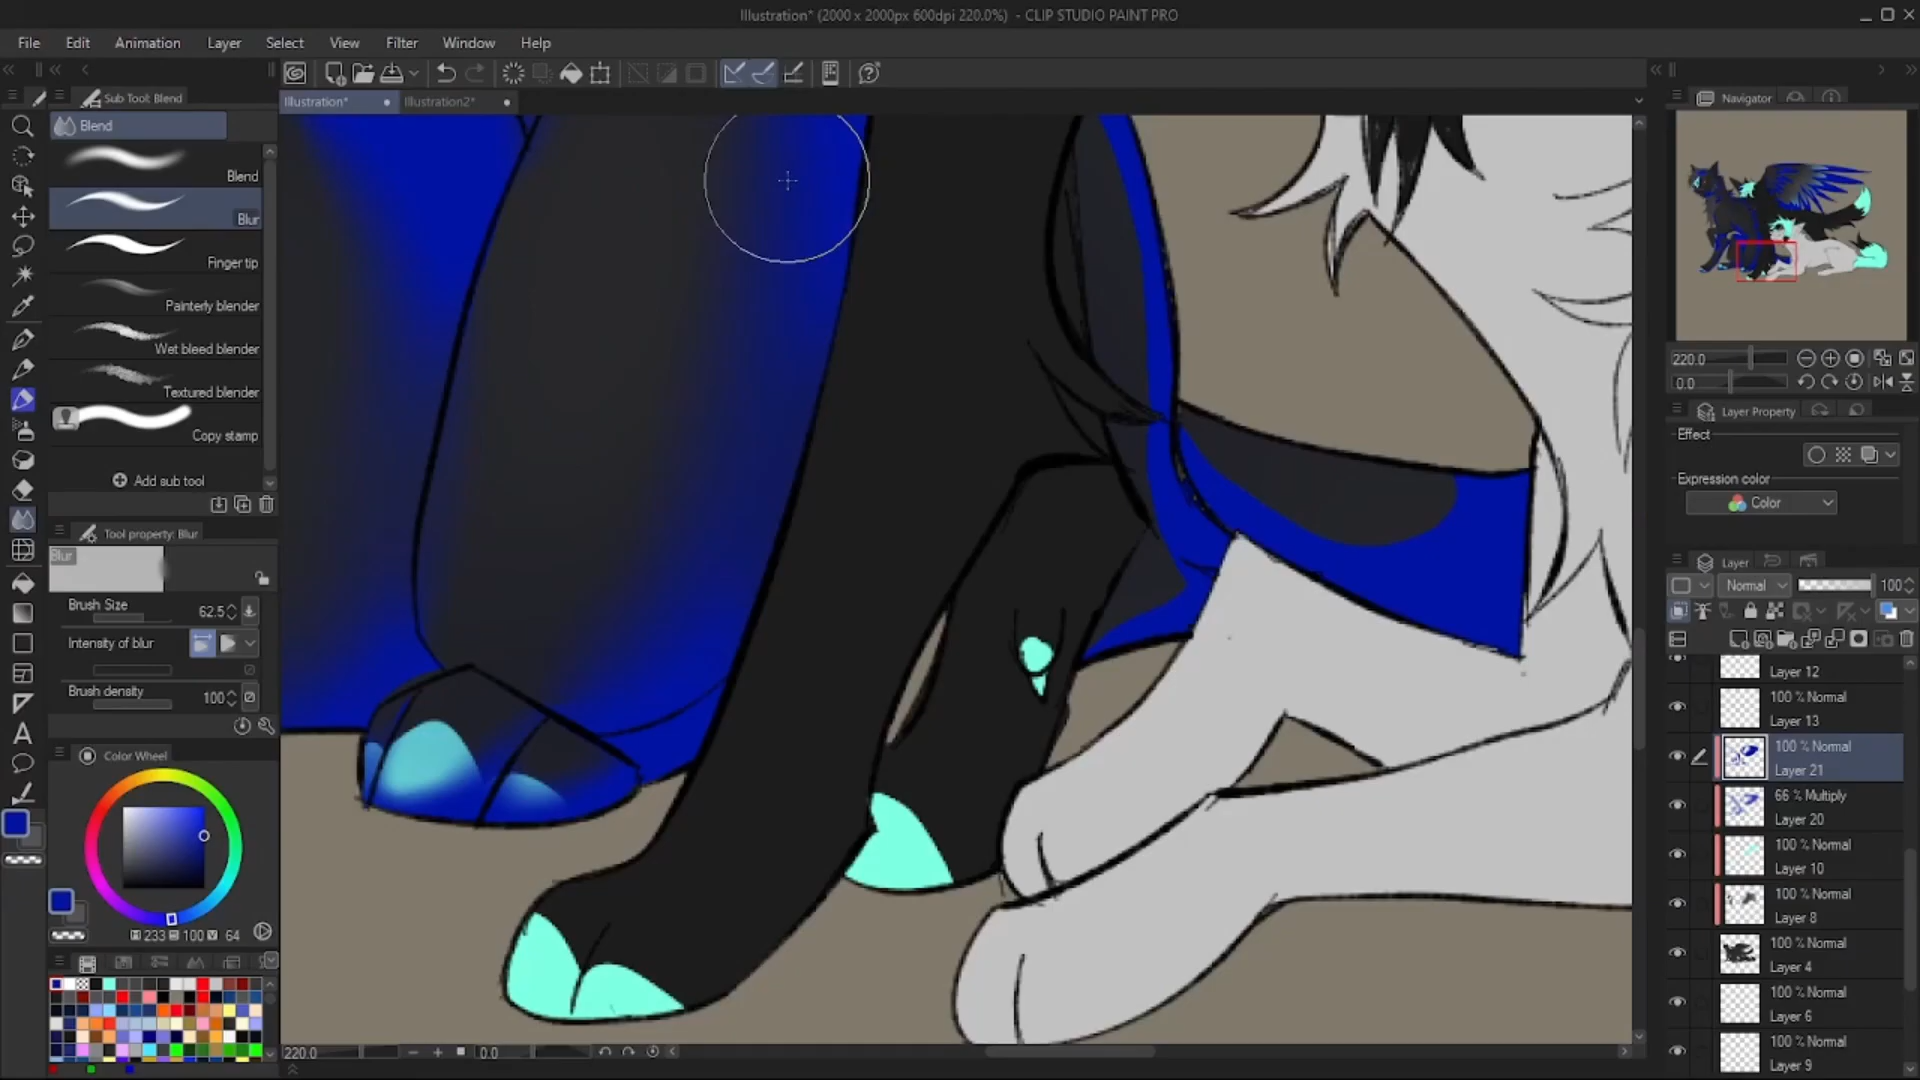 Illustration* (2000 x 2000px 600dpi 220.0%) - CLIP STUDIO PAINT PRO
File Edit Animation Layer Select View Filter Window Help
Sub Tool: Blend
Illustration* Illustration2*
Navigator
Blend
Blend
Blur
Finger tip
Painterly blender
Wet bleed blender
Textured blender
Copy stamp
Add sub tool
Tool property: Blur
Blur
Brush Size 62.5
Intensity of blur
Brush density 100
Color Wheel
233 100 V 64
220.0 0.0
220.0
0.0
Layer Property
Effect
Expression color
Color
Layer
Normal 100
Layer 12
100 % Normal
Layer 13
100 % Normal
Layer 21
66 % Multiply
Layer 20
100 % Normal
Layer 10
100 % Normal
Layer 8
100 % Normal
Layer 4
100 % Normal
Layer 6
100 % Normal
Layer 9